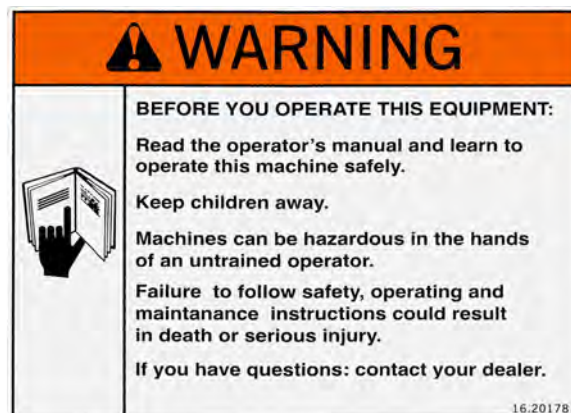 WARNING
BEFORE YOU OPERATE THIS EQUIPMENT:
Read the operator's manual and learn to
operate this machine safely.
Keep children away.
Machines can be hazardous in the hands
of an untrained operator.
Failure to follow safety, operating and
maintanance instructions could result
in death or serious injury.
If you have questions: contact your dealer.
16.20178